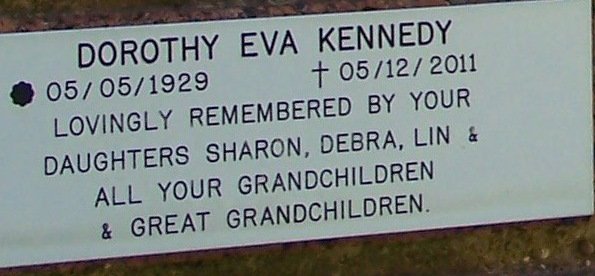 DOROTHY EVA KENNEDY
05/05/1929 † 05/12/2011
LOVINGLY REMEMBERED BY YOUR
DAUGHTERS SHARON, DEBRA, LIN &
ALL YOUR GRANDCHILDREN
& GREAT GRANDCHILDREN.